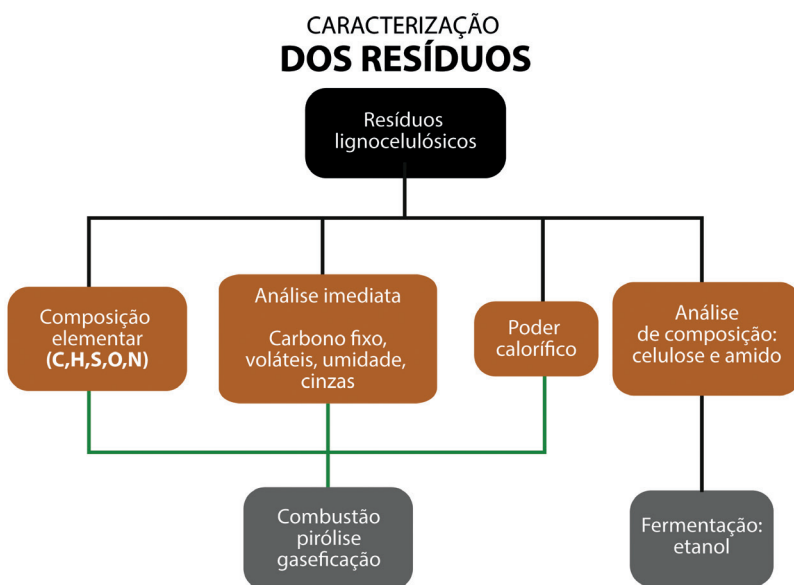 CARACTERIZAÇÃO
DOS RESÍDUOS
Resíduos
lignocelulósicos
Composição
elementar
(C,H,S,O,N)
Análise imediata
Carbono fixo,
voláteis, umidade,
cinzas
Poder
calorífico
Análise
de composição:
celulose e amido
Combustão
pirólise
gaseficação
Fermentação:
etanol